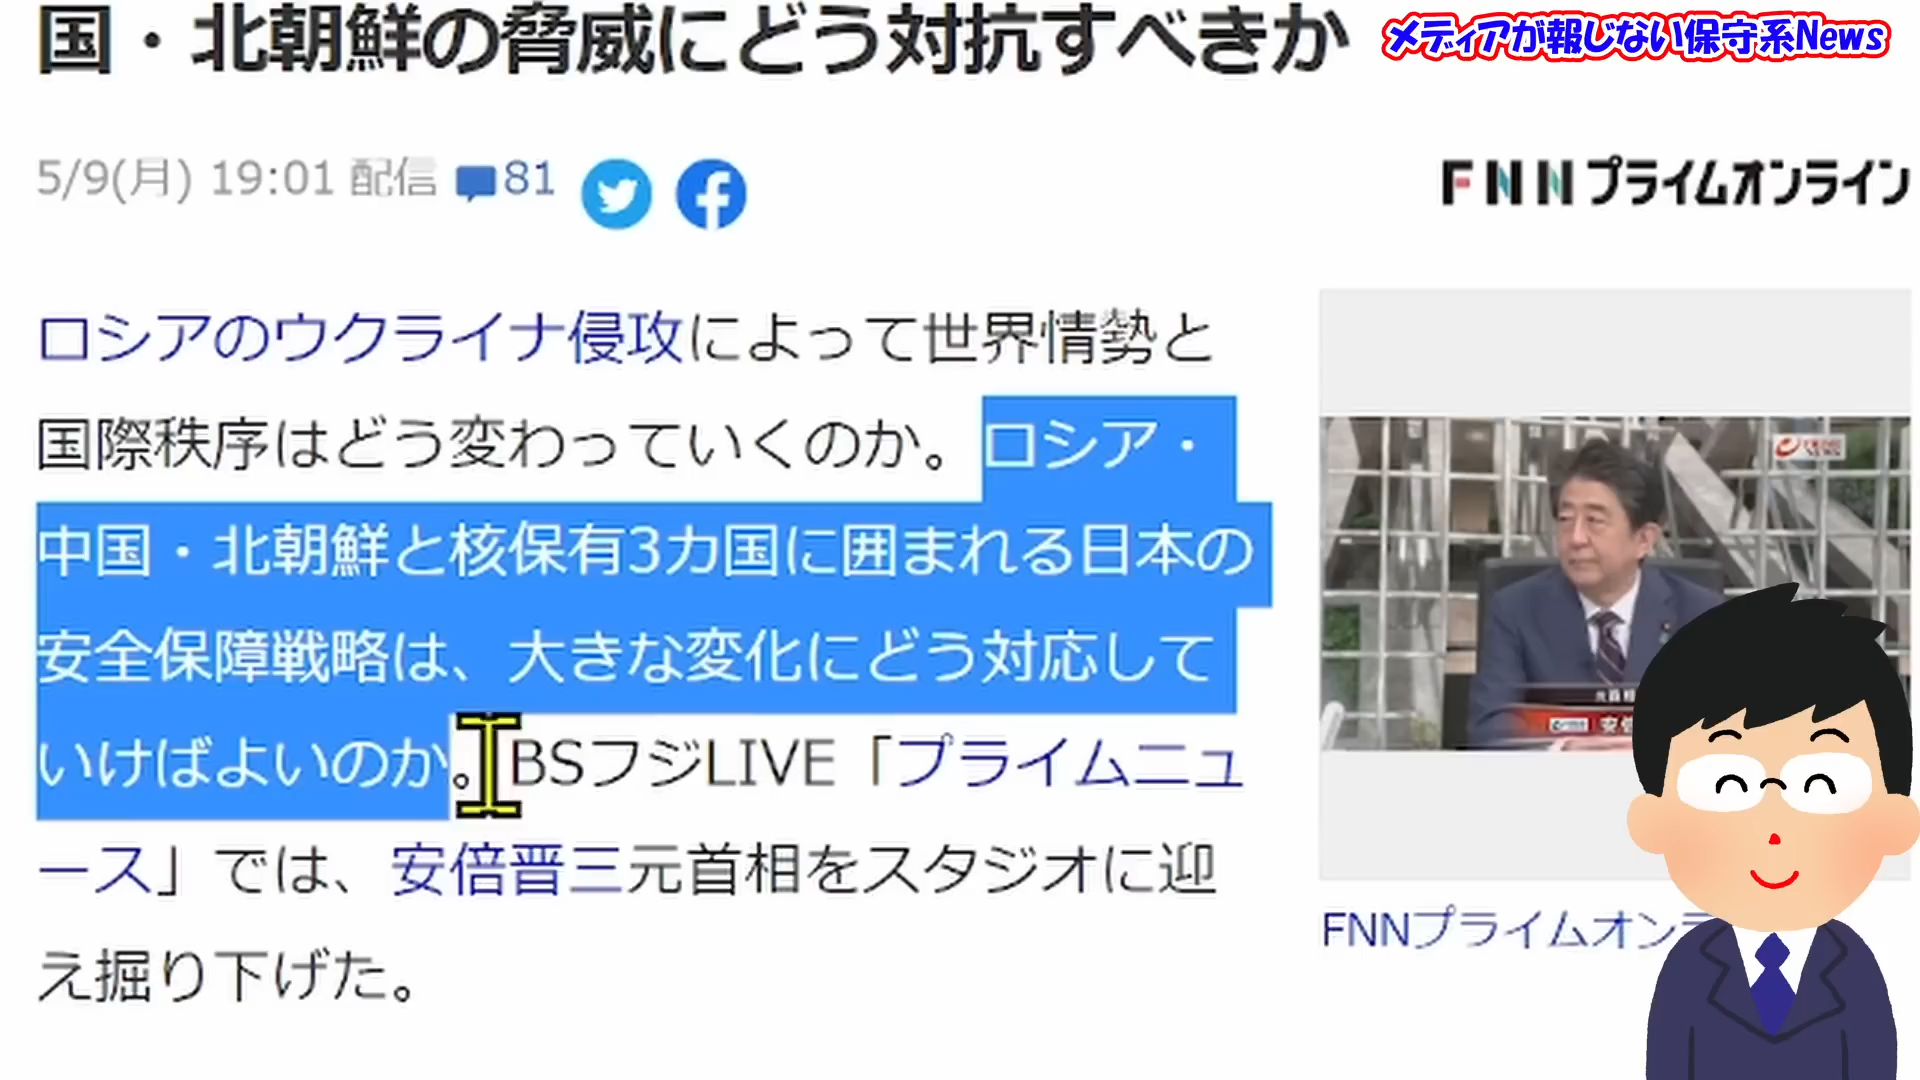 国・北朝鮮の脅威にどう対抗すべきか
メディアが報じない保守系News
5/9(月) 19:01 配信 81
FNNプライムオンライン
ロシアのウクライナ侵攻によって世界情勢と
国際秩序はどう変わっていくのか。ロシア・
中国・北朝鮮と核保有3カ国に囲まれる日本の
安全保障戦略は、大きな変化にどう対応して
いけばよいのか。BSフジLIVE「プライムニュ
ース」では、安倍晋三元首相をスタジオに迎
え掘り下げた。
FNNプライムオン